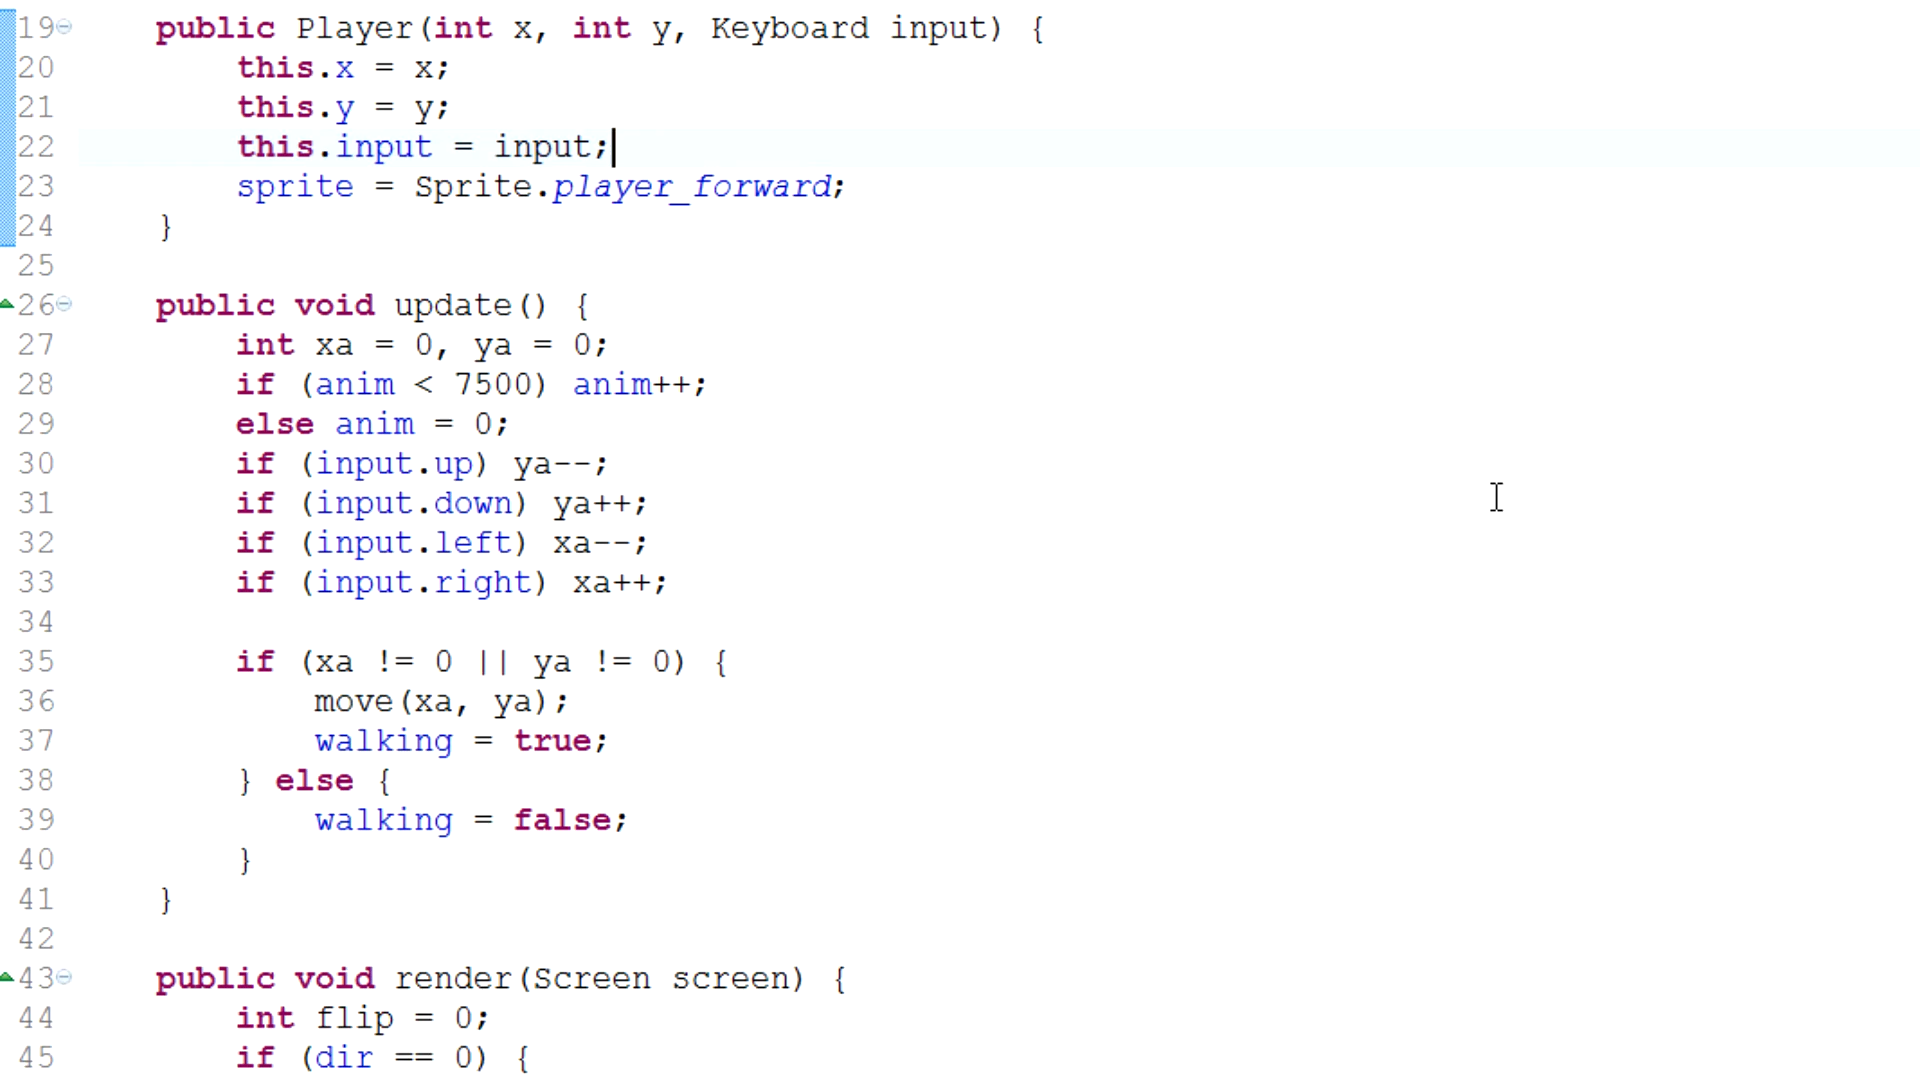 19 public Player(int x, int y, Keyboard input) {
20 this.x = x;
21 this.y = y;
22 this.input = input;
23 sprite = Sprite.player_forward;
24 }
25
26 public void update() {
27 int xa = 0, ya = 0;
28 if (anim < 7500) anim++;
29 else anim = 0;
30 if (input.up) ya--;
31 if (input.down) ya++;
32 if (input.left) xa--;
33 if (input.right) xa++;
34
35 if (xa != 0 || ya != 0) {
36 move(xa, ya);
37 walking = true;
38 } else {
39 walking = false;
40 }
41 }
42
43 public void render(Screen screen) {
44 int flip = 0;
45 if (dir == 0) {